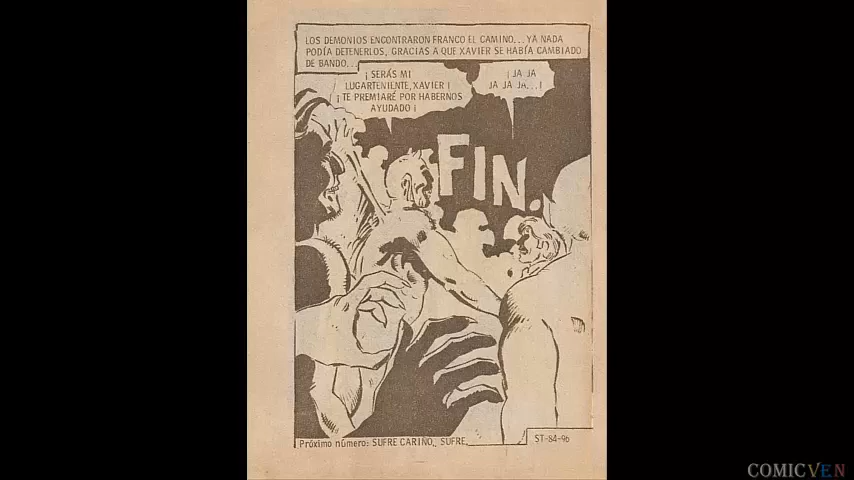 LOS DEMONIOS ENCONTRARON FRANCO EL CAMINO... YA NADA
PODÍA DETENERLOS, GRACIAS A QUE XAVIER SE HABÍA CAMBIADO
DE BANDO...
¡ SERÁS MI
LUGARTENIENTE, XAVIER !
¡ TE PREMIARÉ POR HABERNOS
AYUDADO ¡
¡ JA JA
JA JA JA...!
FIN.
Próximo número: SUFRE CARIÑO, SUFRE.
ST-84-96
COMICVEN